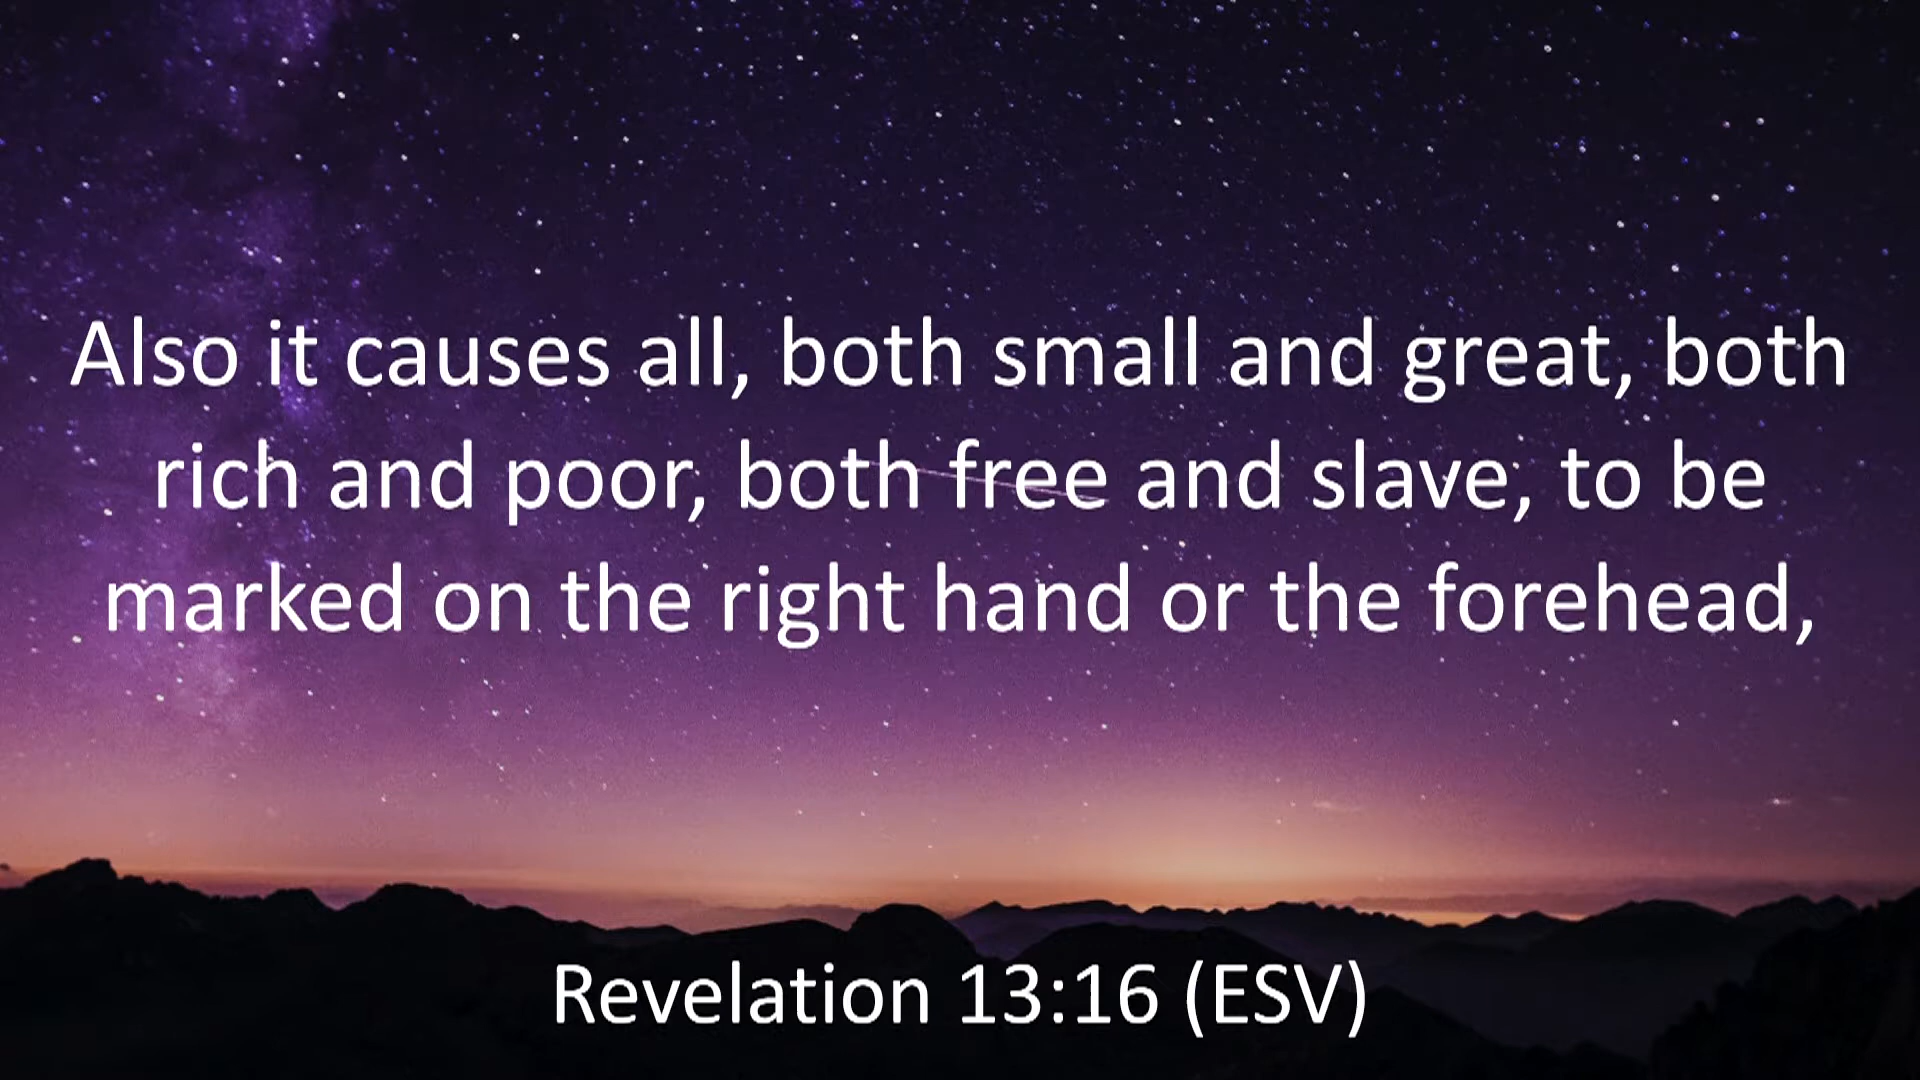 Also it causes all, both small and great, both
rich and poor, both free and slave, to be
marked on the right hand or the forehead,
Revelation 13:16 (ESV)